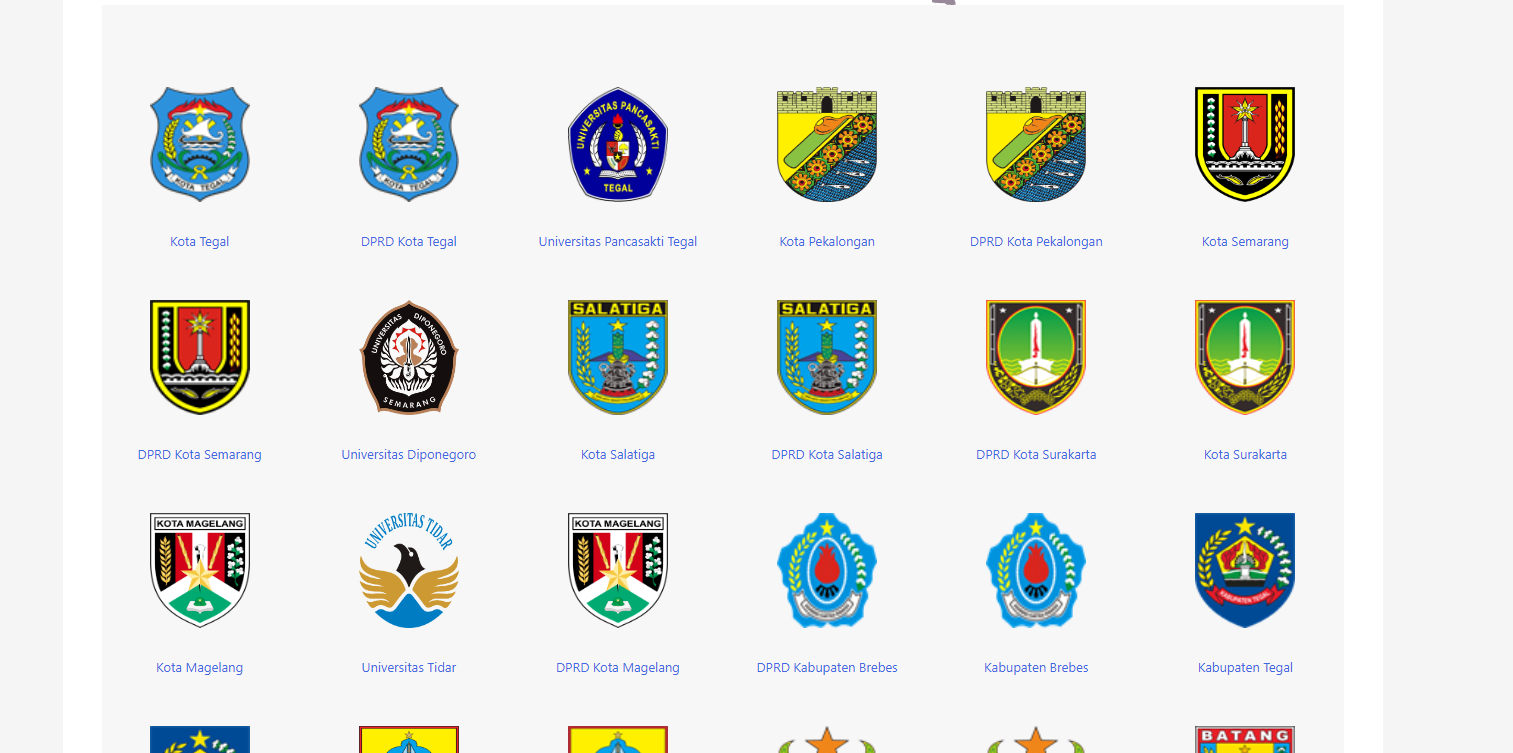 KOTA TEGAL
KOTA TEGAL
UNIVERSITAS PANCASAKTI
TEGAL
Kota Tegal
DPRD Kota Tegal
Universitas Pancasakti Tegal
Kota Pekalongan
DPRD Kota Pekalongan
Kota Semarang
UNIVERSITAS DIPONEGORO
SEMARANG
SALATIGA
SALATIGA
DPRD Kota Semarang
Universitas Diponegoro
Kota Salatiga
DPRD Kota Salatiga
DPRD Kota Surakarta
Kota Surakarta
KOTA MAGELANG
UNIVERSITAS TIDAR
KOTA MAGELANG
KABUPATEN TEGAL
Kota Magelang
Universitas Tidar
DPRD Kota Magelang
DPRD Kabupaten Brebes
Kabupaten Brebes
Kabupaten Tegal
BATANG